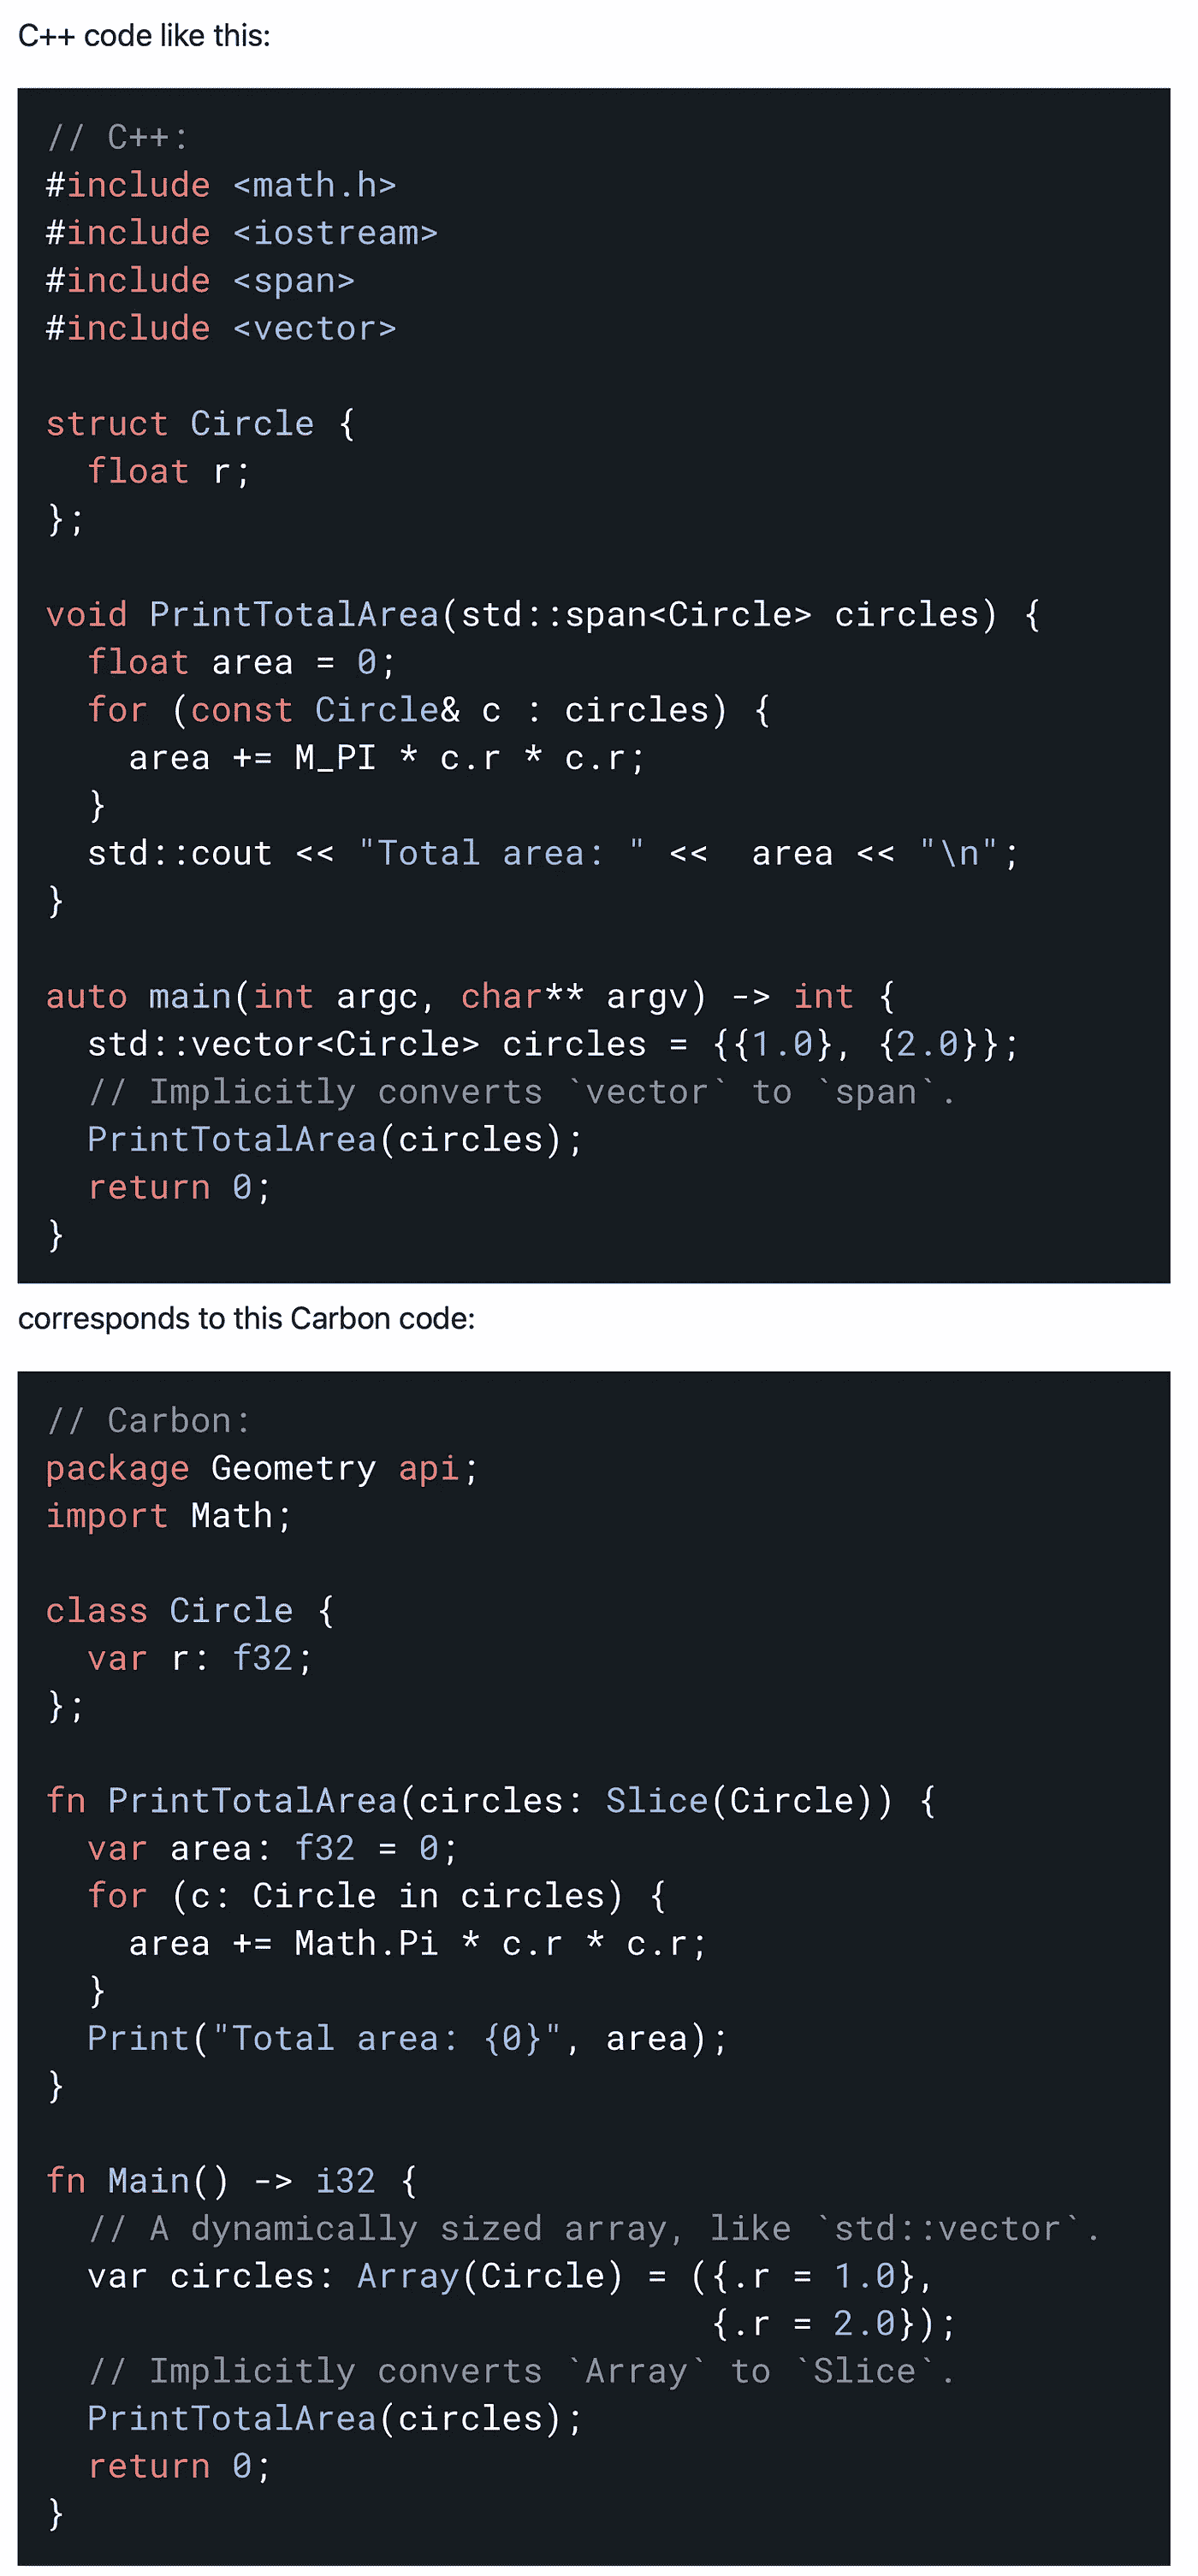 C++ code like this:
// C++:
#include <math.h>
#include <iostream>
#include <span>
#include <vector>

struct Circle {
  float r;
};

void PrintTotalArea(std::span<Circle> circles) {
  float area = 0;
  for (const Circle& c : circles) {
    area += M_PI * c.r * c.r;
  }
  std::cout << "Total area: " <<  area << "\n";
}

auto main(int argc, char** argv) -> int {
  std::vector<Circle> circles = {{1.0}, {2.0}};
  // Implicitly converts `vector` to `span`.
  PrintTotalArea(circles);
  return 0;
}
corresponds to this Carbon code:
// Carbon:
package Geometry api;
import Math;

class Circle {
  var r: f32;
};

fn PrintTotalArea(circles: Slice(Circle)) {
  var area: f32 = 0;
  for (c: Circle in circles) {
    area += Math.Pi * c.r * c.r;
  }
  Print("Total area: {0}", area);
}

fn Main() -> i32 {
  // A dynamically sized array, like `std::vector`.
  var circles: Array(Circle) = ({.r = 1.0},
                                {.r = 2.0});
  // Implicitly converts `Array` to `Slice`.
  PrintTotalArea(circles);
  return 0;
}